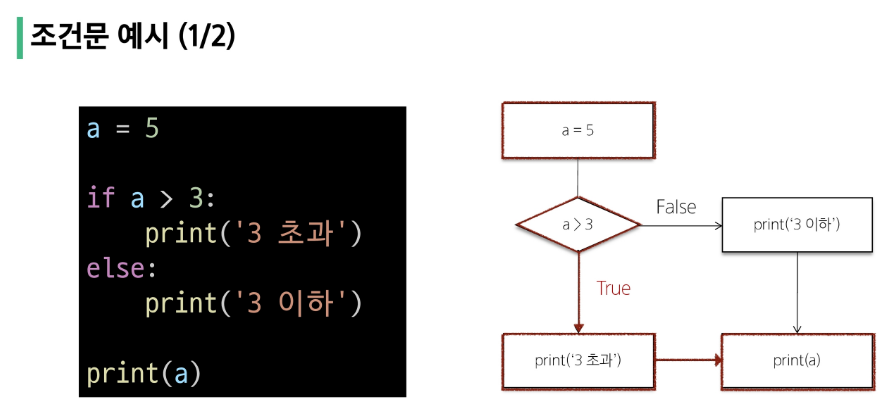 조건문 예시 (1/2)
a = 5
if a > 3:
    print('3 초과')
else:
    print('3 이하')
print(a)
a = 5
a > 3
False
print(‘3 이하’)
True
print(‘3 초과’)
print(a)